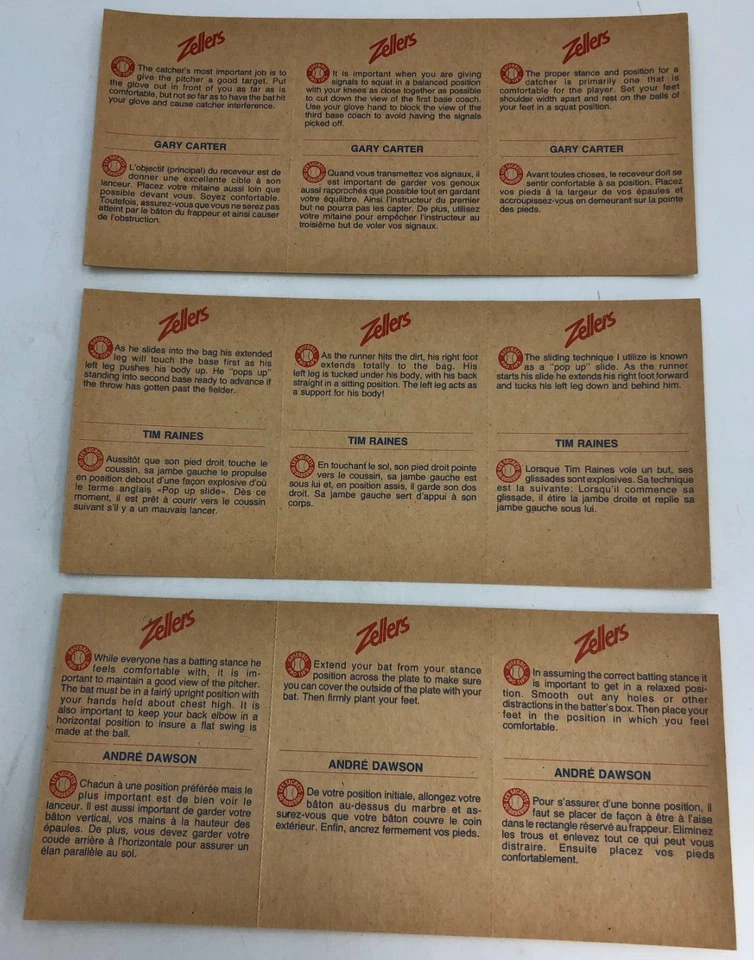 Zellers
The catcher's most important job is to
give the pitcher a good target. Put
the glove out in front of you as far as is
comfortable, but not so far as to have the bat hit
your glove and cause catcher interference.
GARY CARTER
L'objectif (principal) du receveur est de
donner une excellente cible à son
lanceur. Placez votre mitaine aussi loin que
possible devant vous. Soyez confortable.
Toutefois, assurez-vous que vous ne serez pas
atteint par le bâton du frappeur et ainsi causer
de l'obstruction.
Zellers
It is important when you are giving
signals to squat in a balanced position
with your knees as close together as possible
to cut down the view of the first base coach.
Use your glove hand to block the view of the
third base coach to avoid having the signals
picked off.
GARY CARTER
Quand vous transmettez vos signaux, il
est important de garder vos genoux
aussi rapprochés que possible tout en gardant
votre équilibre. Ainsi l'instructeur du premier
but ne pourra pas les capter. De plus, utilisez
votre mitaine pour empêcher l'instructeur au
troisième but de voler vos signaux.
Zellers
The proper stance and position for a
catcher is primarily one that is
comfortable for the player. Set your feet
shoulder width apart and rest on the balls of
your feet in a squat position.
GARY CARTER
Avant toutes choses, le receveur doit se
sentir confortable à sa position. Placez
vos pieds à la largeur de vos épaules et
accroupissez-vous en demeurant sur la pointe
des pieds.
Zellers
As he slides into the bag his extended
leg will touch the base first as his
left leg pushes his body up. He "pops up"
standing into second base ready to advance if
the throw has gotten past the fielder.
TIM RAINES
Aussitôt que son pied droit touche le
coussin, sa jambe gauche le propulse
en position debout d'une façon explosive d'où
le terme anglais «Pop up slide». Dès ce
moment, il est prêt à courir vers le coussin
suivant s'il y a un mauvais lancer.
Zellers
As the runner hits the dirt, his right foot
extends totally to the bag. His
left leg is tucked under his body, with his back
straight in a sitting position. The left leg acts as
a support for his body!
TIM RAINES
En touchant le sol, son pied droit pointe
vers le coussin, sa jambe gauche est
sous lui et, en position assis, il garde son dos
droit. Sa jambe gauche sert d'appui à son
corps.
Zellers
The sliding technique I utilize is known
as a "pop up" slide. As the runner
starts his slide he extends his right foot forward
and tucks his left leg down and behind him.
TIM RAINES
Lorsque Tim Raines vole un but, ses
glissades sont explosives. Sa technique
est la suivante: Lorsqu'il commence sa
glissade, il étire la jambe droite et replie sa
jambe gauche sous lui.
Zellers
While everyone has a batting stance he
feels comfortable with, it is im-
portant to maintain a good view of the pitcher.
The bat must be in a fairly upright position with
your hands held about chest high. It is
also important to keep your back elbow in a
horizontal position to insure a flat swing is
made at the ball.
ANDRÉ DAWSON
Chacun à une position préférée mais le
plus important est de bien voir le
lanceur. Il est aussi important de garder votre
bâton vertical, vos mains à la hauteur des
épaules. De plus, vous devez garder votre
coude arrière à l'horizontale pour assurer un
élan parallèle au sol.
Zellers
Extend your bat from your stance
position across the plate to make sure
you can cover the outside of the plate with your
bat. Then firmly plant your feet.
ANDRÉ DAWSON
De votre position initiale, allongez votre
bâton au-dessus du marbre et as-
surez-vous que votre bâton couvre le coin
extérieur. Enfin, ancrez fermement vos pieds.
Zellers
In assuming the correct batting stance it
is important to get in a relaxed posi-
tion. Smooth out any holes or other
distractions in the batter's box. Then place your
feet in the position in which you feel
comfortable.
ANDRÉ DAWSON
Pour s'assurer d'une bonne position, il
faut se placer de façon à être à l'aise
dans le rectangle réservé au frappeur. Eliminez
les trous et enlevez tout ce qui peut vous
distraire. Ensuite placez vos pieds
confortablement.